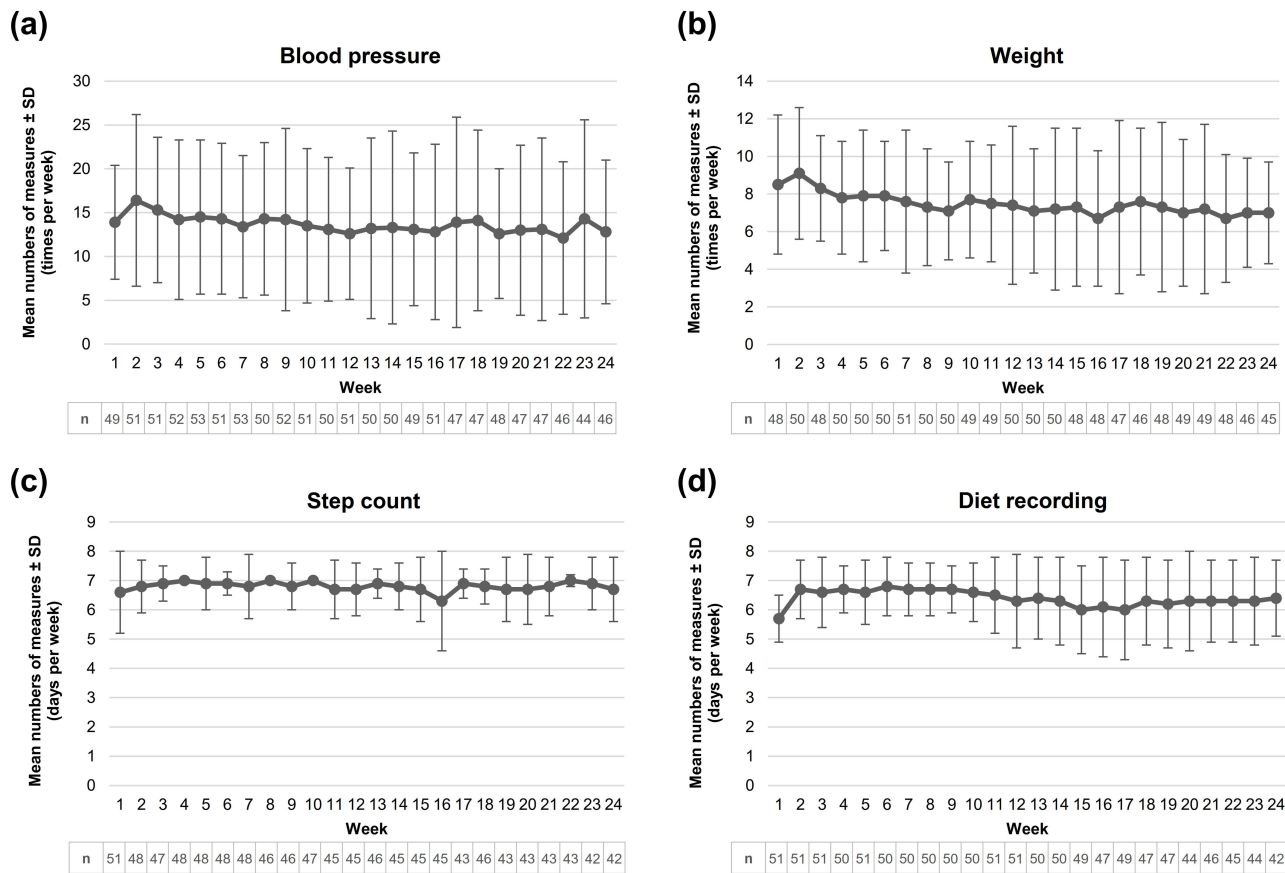 (a)
Blood pressure
Mean numbers of measures ± SD
(times per week)
30
25
20
15
10
5
0
1 2 3 4 5 6 7 8 9 10 11 12 13 14 15 16 17 18 19 20 21 22 23 24
Week
n 49 51 51 52 53 51 53 50 52 51 50 51 50 50 49 51 47 47 48 47 47 46 44 46
(b)
Weight
Mean numbers of measures ± SD
(times per week)
14
12
10
8
6
4
2
0
1 2 3 4 5 6 7 8 9 10 11 12 13 14 15 16 17 18 19 20 21 22 23 24
Week
n 48 50 48 50 50 50 51 50 50 49 49 50 50 50 48 48 47 46 48 49 49 48 46 45
(c)
Step count
Mean numbers of measures ± SD
(days per week)
9
8
7
6
5
4
3
2
1
0
1 2 3 4 5 6 7 8 9 10 11 12 13 14 15 16 17 18 19 20 21 22 23 24
Week
n 51 48 47 48 48 48 48 46 46 47 45 45 46 45 45 45 43 46 43 43 43 43 42 42
(d)
Diet recording
Mean numbers of measures ± SD
(days per week)
9
8
7
6
5
4
3
2
1
0
1 2 3 4 5 6 7 8 9 10 11 12 13 14 15 16 17 18 19 20 21 22 23 24
Week
n 51 51 51 50 51 50 50 50 50 50 51 51 50 50 49 47 49 47 47 44 46 45 44 42